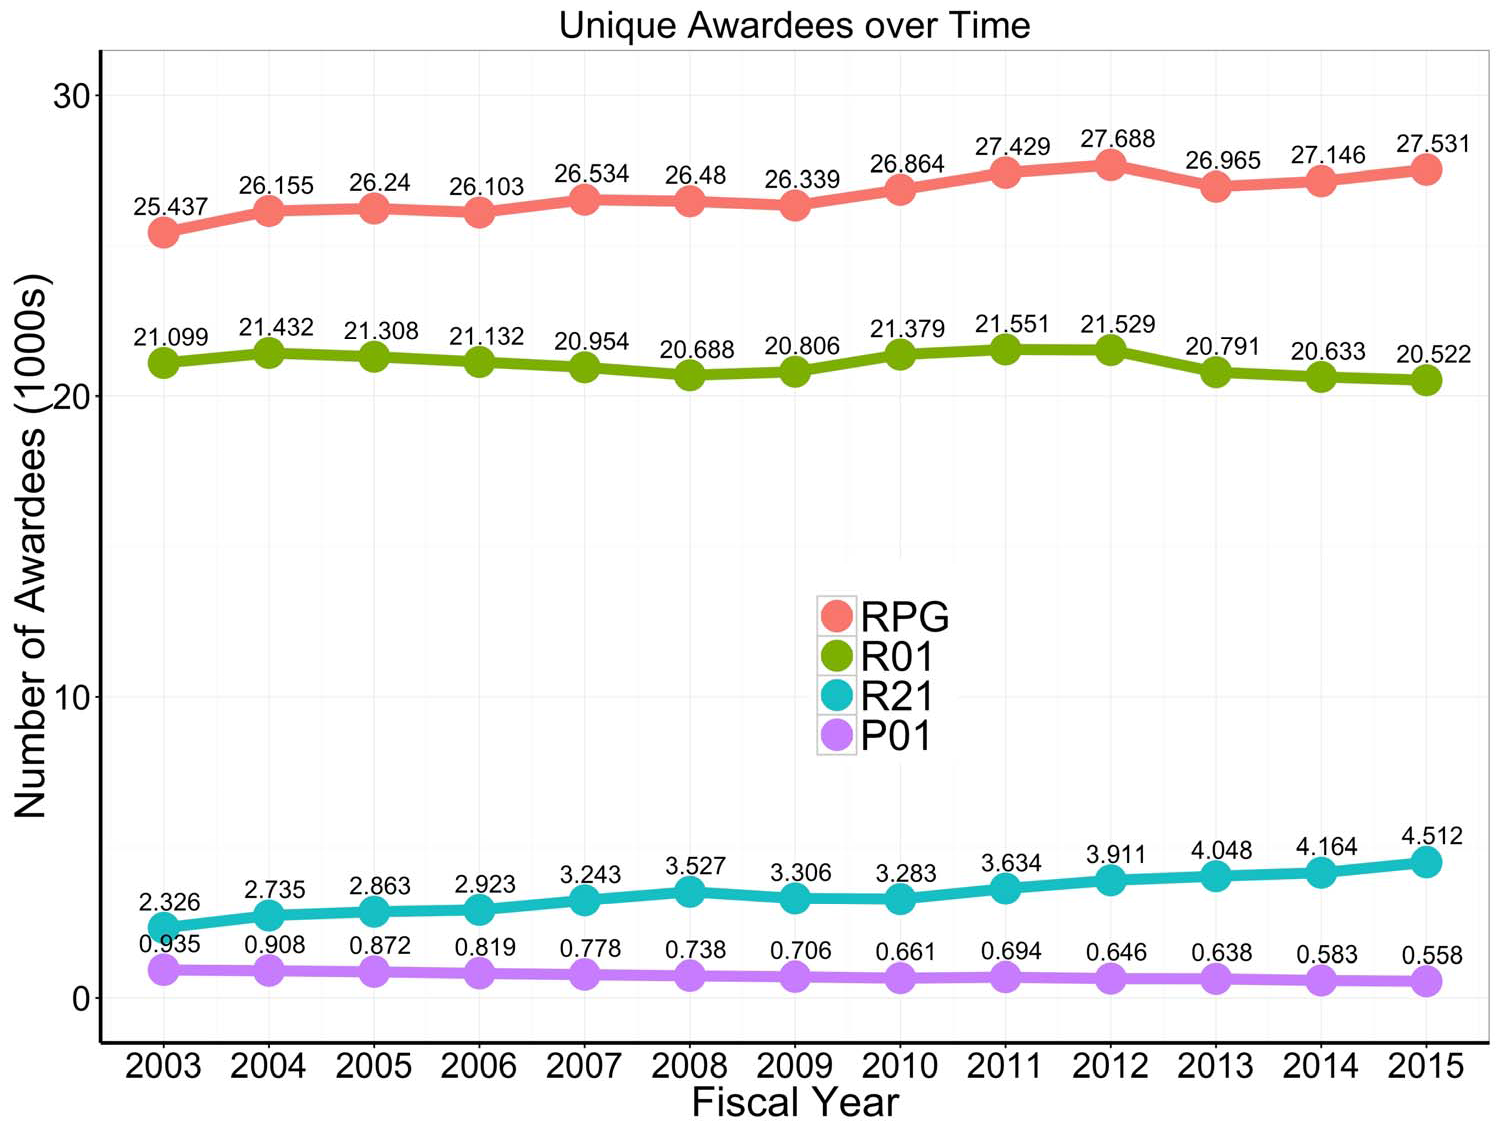 Unique Awardees over Time
Number of Awardees (1000s)
30
20
10
0
25.437 26.155 26.24 26.103 26.534 26.48 26.339 26.864 27.429 27.688 26.965 27.146 27.531
21.099 21.432 21.308 21.132 20.954 20.688 20.806 21.379 21.551 21.529 20.791 20.633 20.522
RPG
R01
R21
P01
2.326 2.735 2.863 2.923 3.243 3.527 3.306 3.283 3.634 3.911 4.048 4.164 4.512
0.935 0.908 0.872 0.819 0.778 0.738 0.706 0.661 0.694 0.646 0.638 0.583 0.558
2003 2004 2005 2006 2007 2008 2009 2010 2011 2012 2013 2014 2015
Fiscal Year